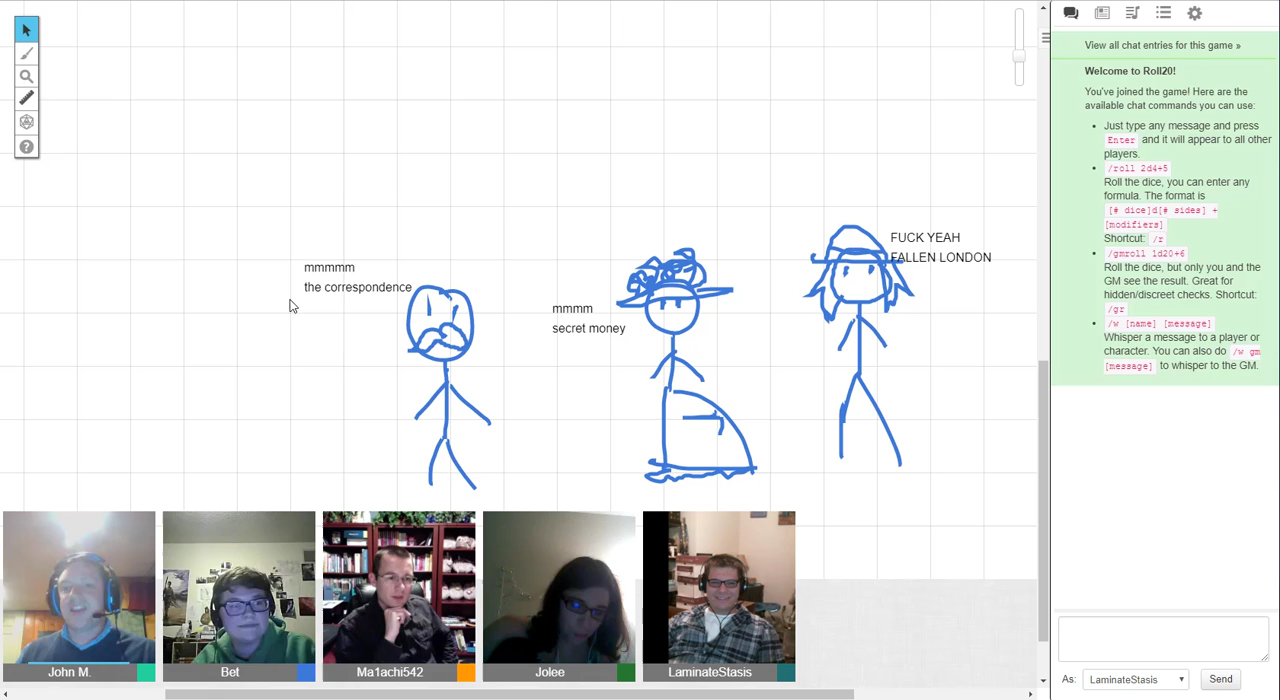 View all chat entries for this game »
Welcome to Roll20!
You've joined the game! Here are the
available chat commands you can use:
Just type any message and press
Enter and it will appear to all other
players.
/roll 2d4+5
Roll the dice, you can enter any
formula. The format is
[# dice]d[# sides] +
[modifiers]
Shortcut: /r
/gmroll 1d20+6
Roll the dice, but only you and the
GM see the result. Great for
hidden/discreet checks. Shortcut:
/gr
/w [name] [message]
Whisper a message to a player or
character. You can also do /w gm
[message] to whisper to the GM.
FUCK YEAH
FALLEN LONDON
mmmmm
the correspondence
mmmm
secret money
John M.
Bet
Ma1achi542
Jolee
LaminateStasis
As: LaminateStasis Send